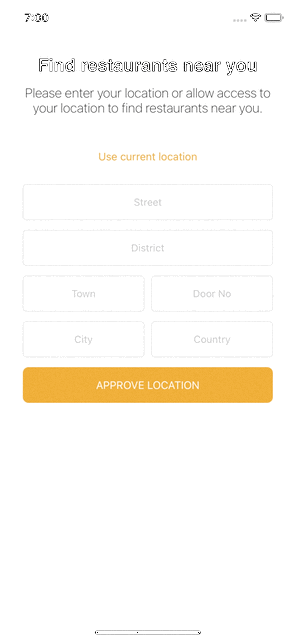 7:00
Find restaurants near you
Please enter your location or allow access to
your location to find restaurants near you.
Use current location
Street
District
Town
Door No
City
Country
APPROVE LOCATION